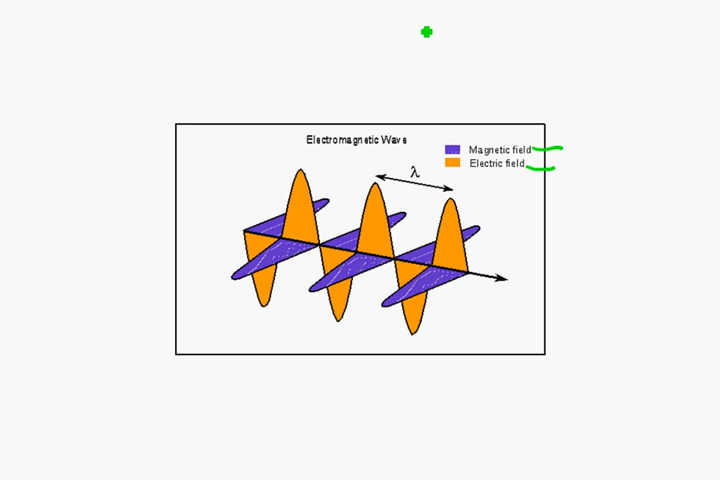 Electromagnetic Wave
Magnetic field
Electric field
λ